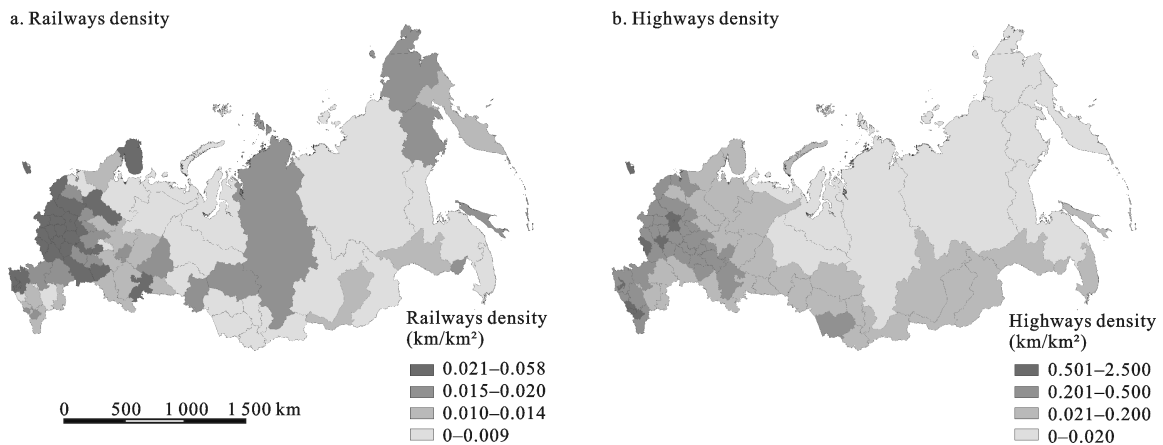 a. Railways density
b. Highways density
Railways density
(km/km²)
0.021–0.058
0.015–0.020
0.010–0.014
0–0.009
0 500 1 000 1 500 km
Highways density
(km/km²)
0.501–2.500
0.201–0.500
0.021–0.200
0–0.020